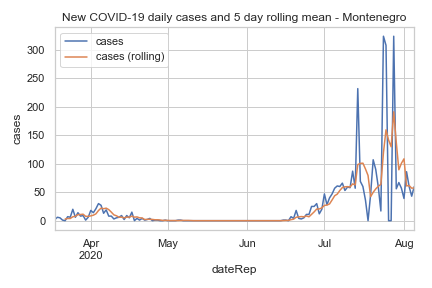 New COVID-19 daily cases and 5 day rolling mean - Montenegro
cases
cases (rolling)
300
250
200
150
100
50
0
cases
Apr
2020
May
Jun
Jul
Aug
dateRep